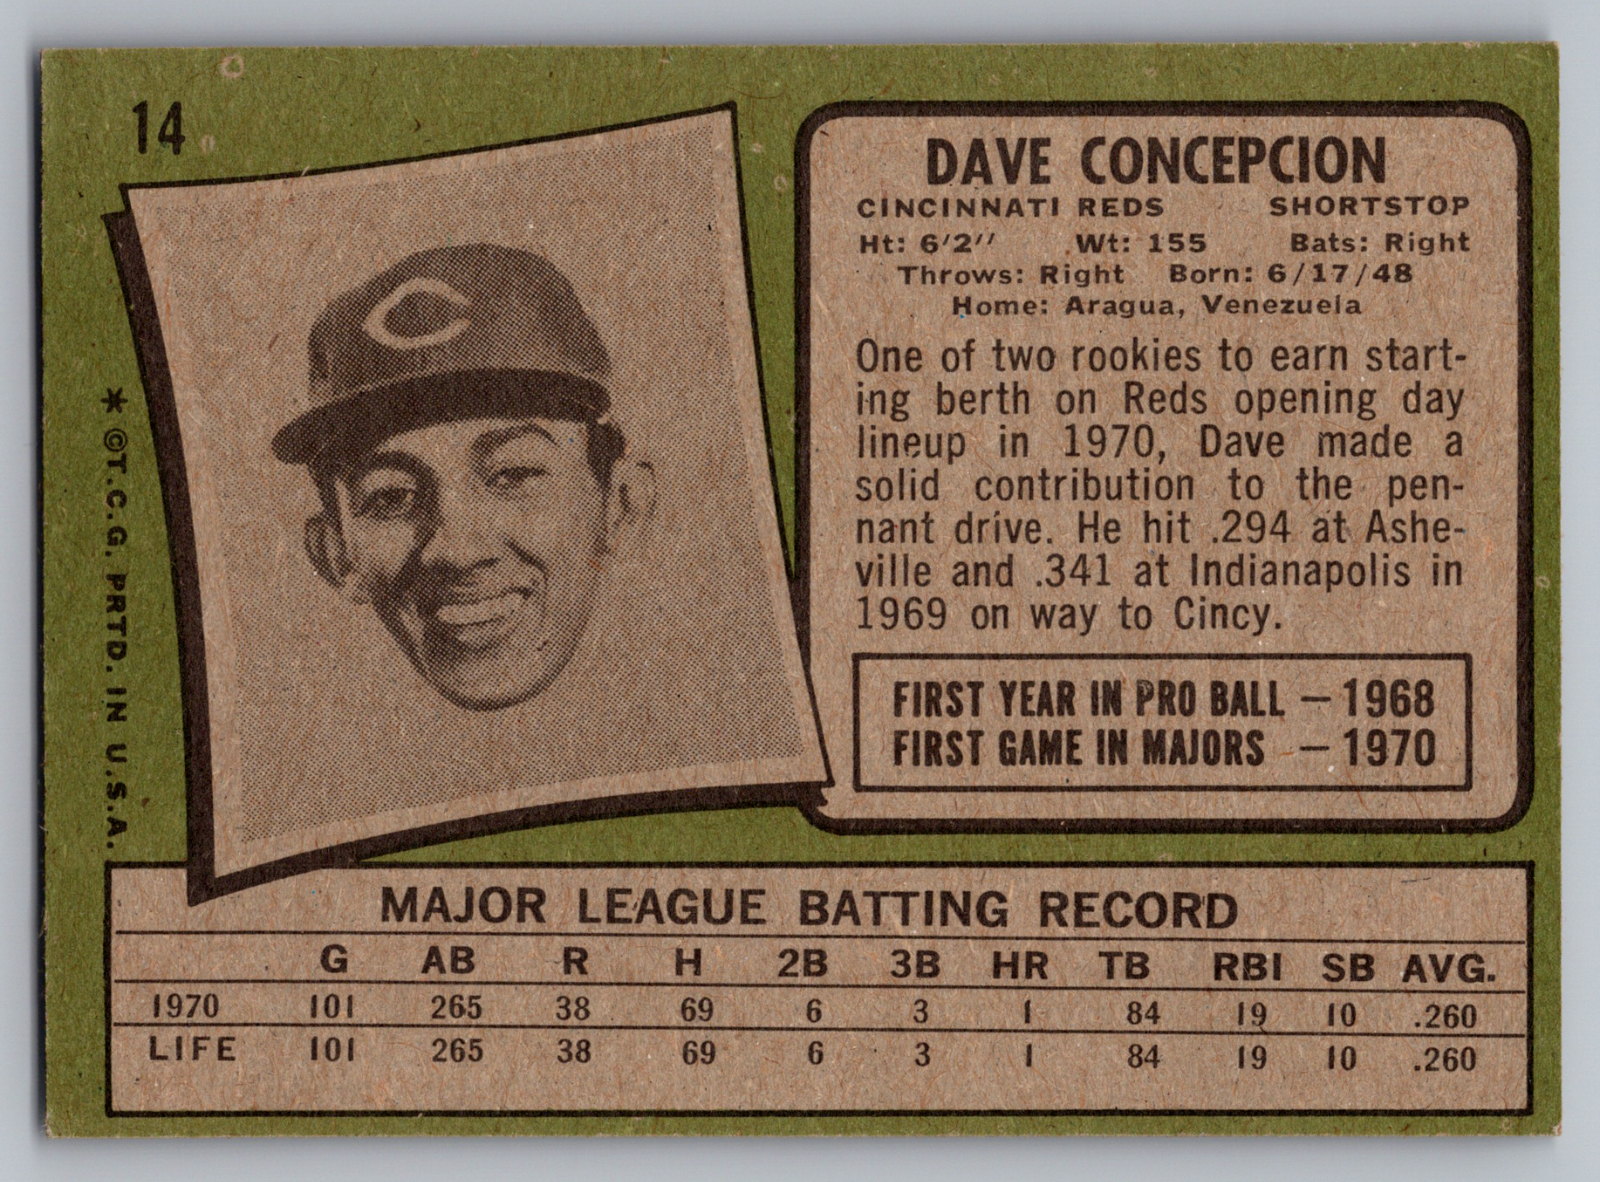 14
DAVE CONCEPCION
CINCINNATI REDS SHORTSTOP
Ht: 6'2" Wt: 155 Bats: Right
Throws: Right Born: 6/17/48
Home: Aragua, Venezuela
One of two rookies to earn start-
ing berth on Reds opening day
lineup in 1970, Dave made a
solid contribution to the pen-
nant drive. He hit .294 at Ashe-
ville and .341 at Indianapolis in
1969 on way to Cincy.
FIRST YEAR IN PRO BALL — 1968
FIRST GAME IN MAJORS — 1970
* ©T.C.G. PRTD. IN U.S.A.
MAJOR LEAGUE BATTING RECORD
G AB R H 2B 3B HR TB RBI SB AVG.
1970 101 265 38 69 6 3 1 84 19 10 .260
LIFE 101 265 38 69 6 3 1 84 19 10 .260
C